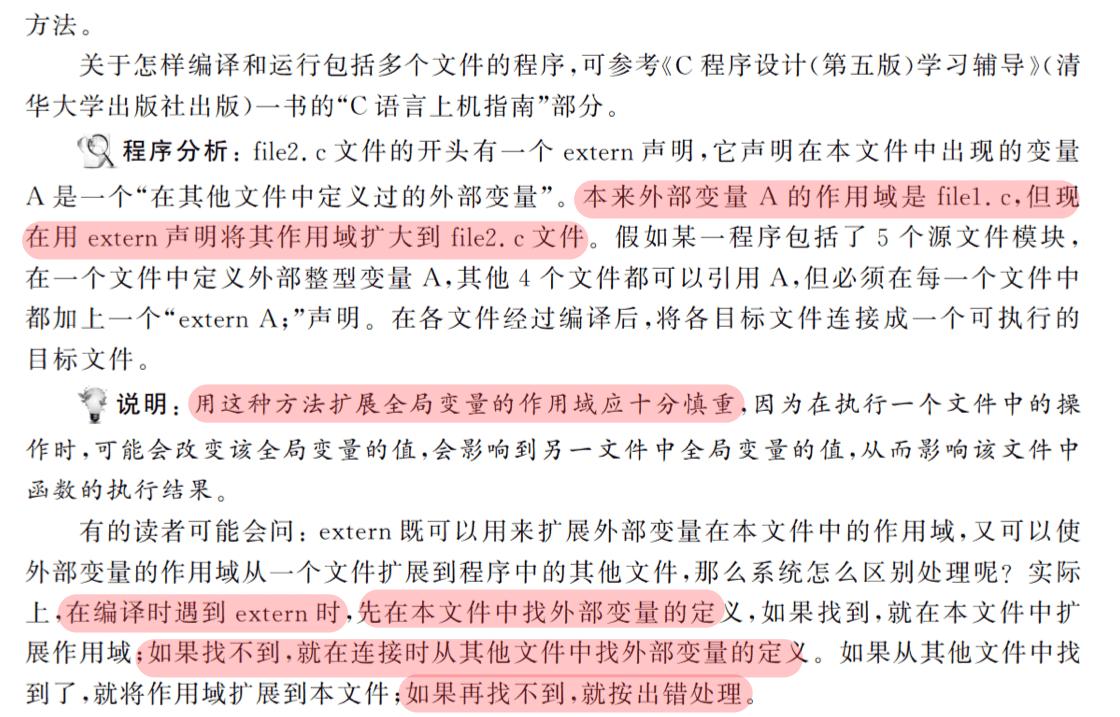 方法。
关于怎样编译和运行包括多个文件的程序,可参考《C 程序设计(第五版)学习辅导》(清
华大学出版社出版)一书的“C 语言上机指南”部分。
程序分析: file2. c 文件的开头有一个 extern 声明,它声明在本文件中出现的变量
A 是一个“在其他文件中定义过的外部变量”。本来外部变量 A 的作用域是 file1. c,但现
在用 extern 声明将其作用域扩大到 file2. c 文件。假如某一程序包括了 5 个源文件模块,
在一个文件中定义外部整型变量 A,其他 4 个文件都可以引用 A,但必须在每一个文件中
都加上一个“extern A;”声明。在各文件经过编译后,将各目标文件连接成一个可执行的
目标文件。
说明: 用这种方法扩展全局变量的作用域应十分慎重,因为在执行一个文件中的操
作时,可能会改变该全局变量的值,会影响到另一文件中全局变量的值,从而影响该文件中
函数的执行结果。
有的读者可能会问: extern 既可以用来扩展外部变量在本文件中的作用域,又可以使
外部变量的作用域从一个文件扩展到程序中的其他文件,那么系统怎么区别处理呢? 实际
上,在编译时遇到 extern 时,先在本文件中找外部变量的定义,如果找到,就在本文件中扩
展作用域;如果找不到,就在连接时从其他文件中找外部变量的定义。如果从其他文件中找
到了,就将作用域扩展到本文件;如果再找不到,就按出错处理。